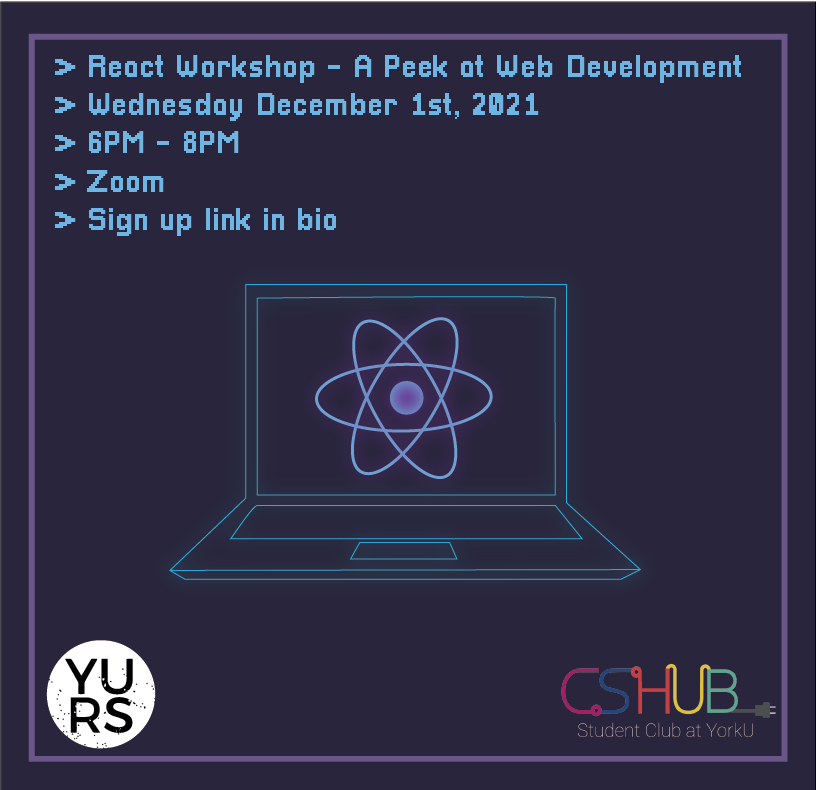 > React Workshop - A Peek at Web Development
> Wednesday December 1st, 2021
> 6PM - 8PM
> Zoom
> Sign up link in bio
YU
RS
CSHUB
Student Club at YorkU